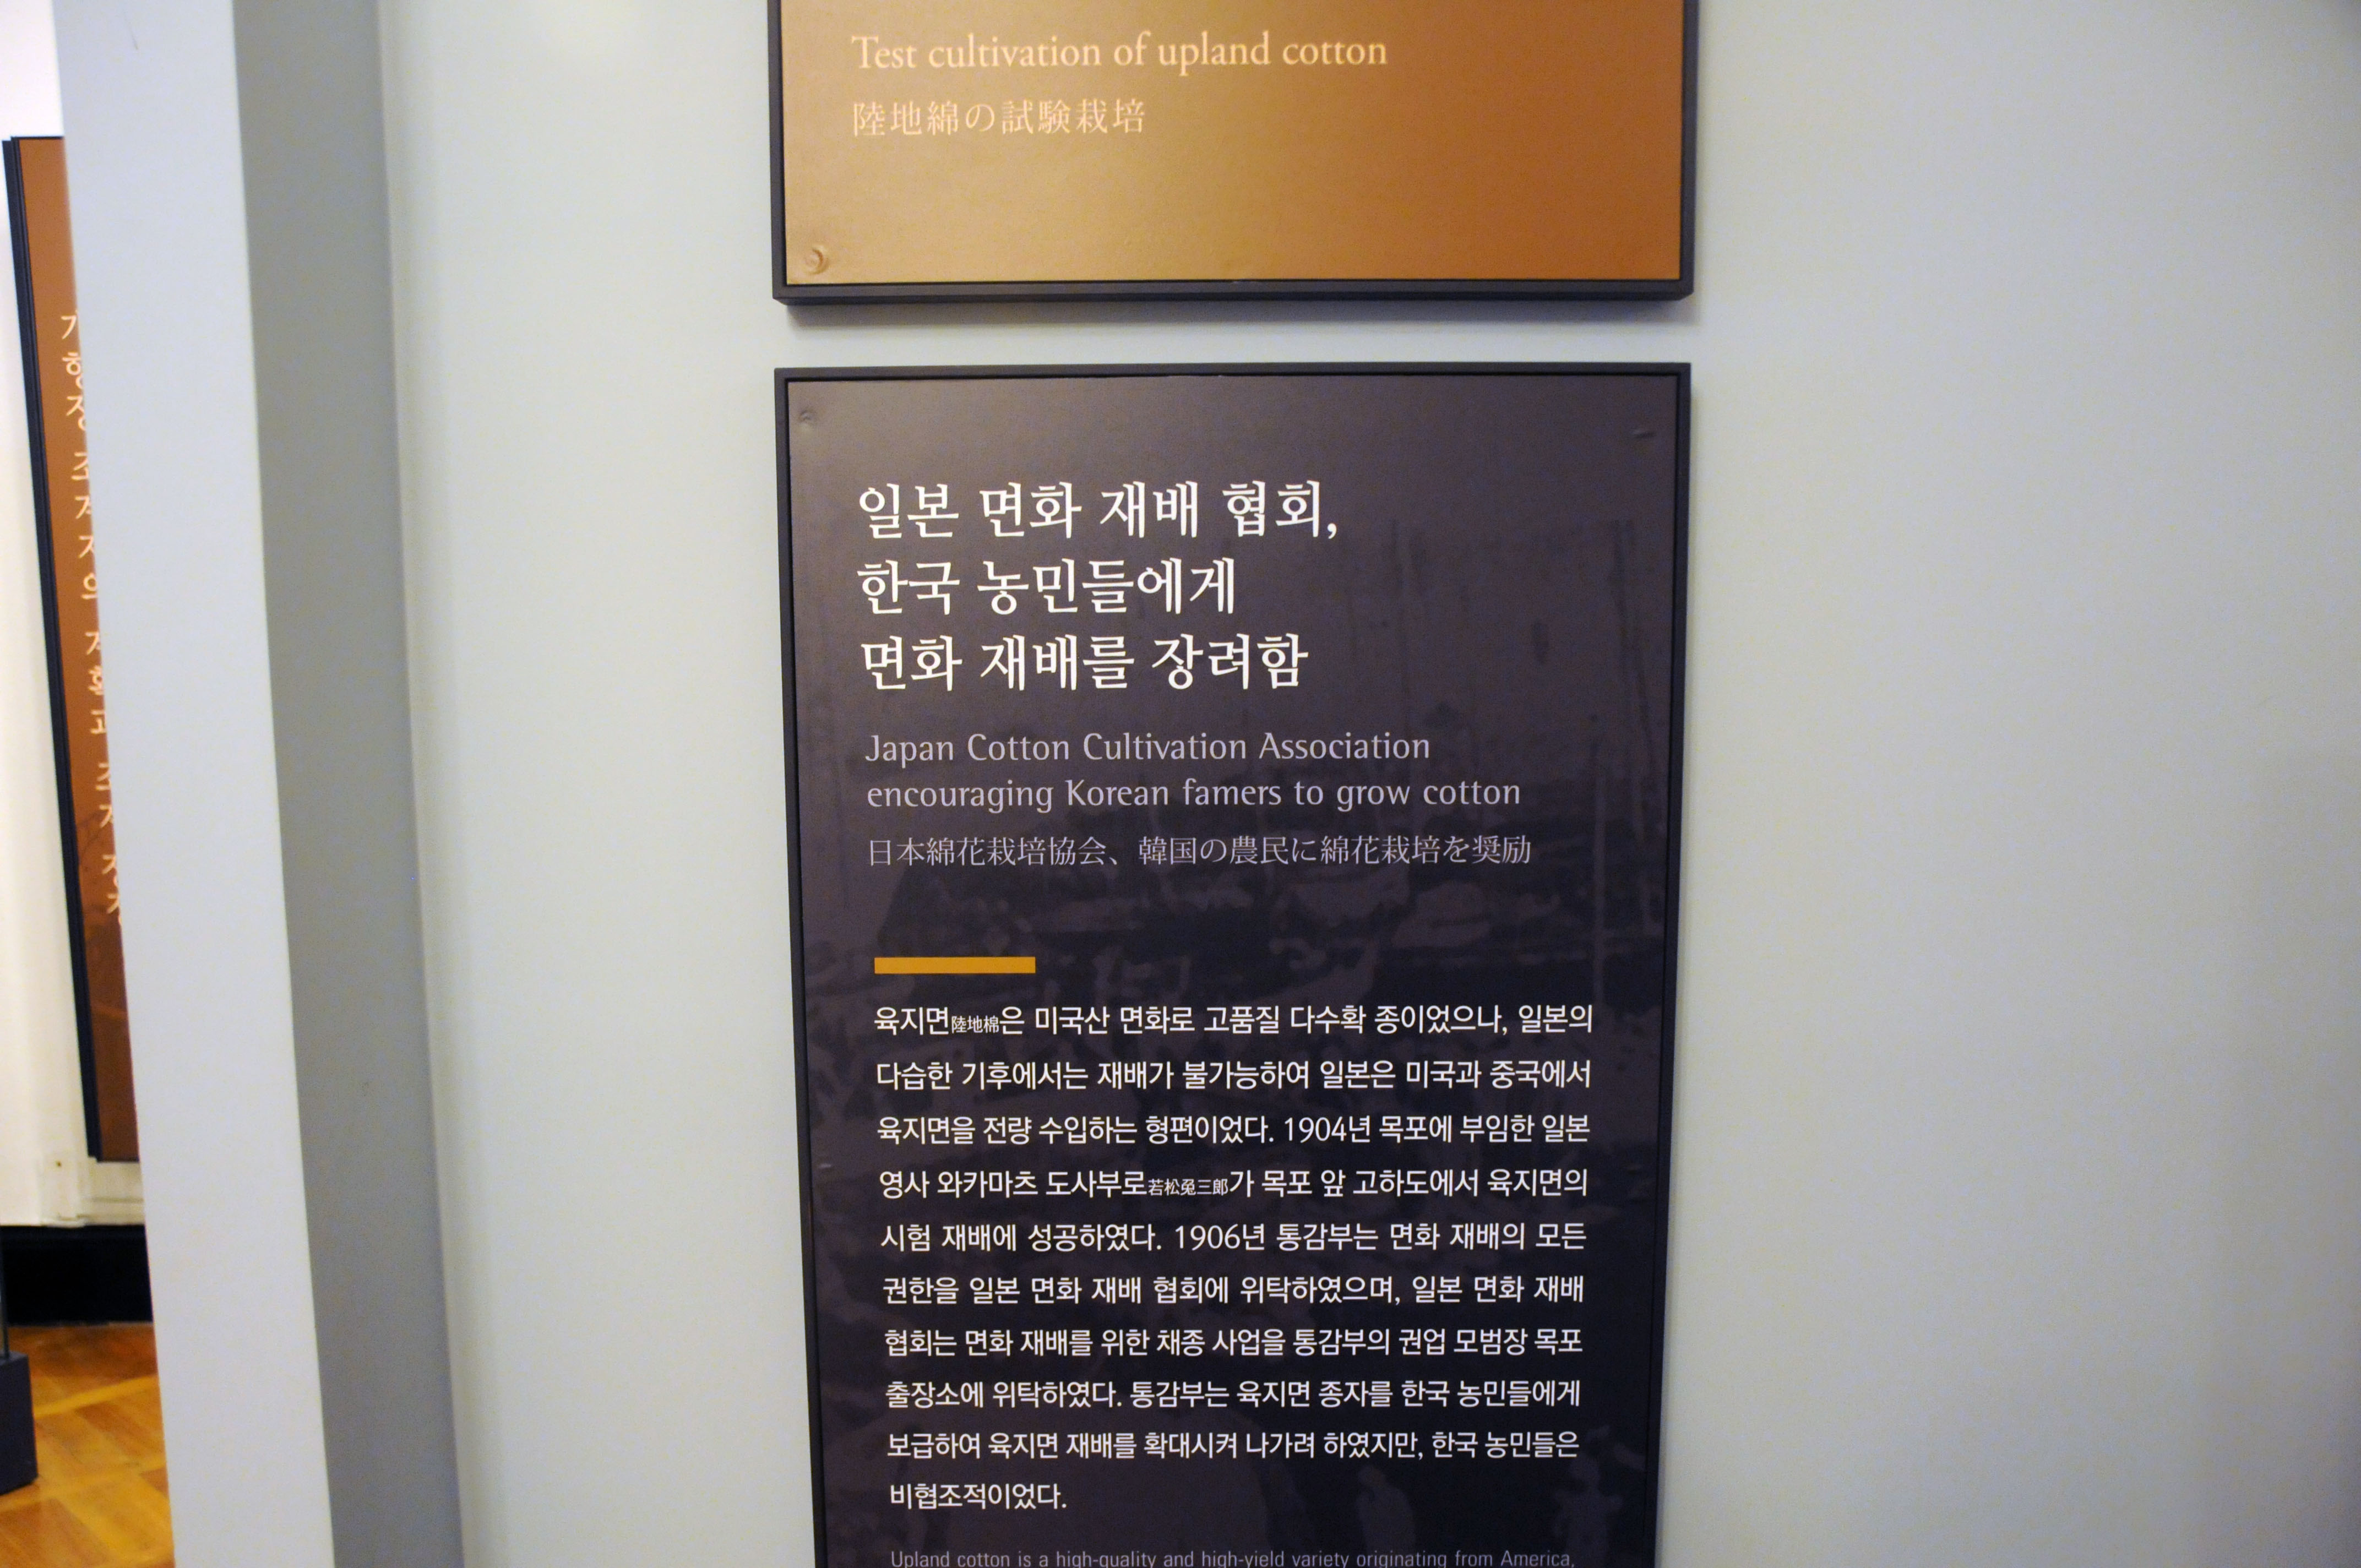 Test cultivation of upland cotton
陸地綿の試験栽培
일본 면화 재배 협회,
한국 농민들에게
면화 재배를 장려함
Japan Cotton Cultivation Association
encouraging Korean famers to grow cotton
日本綿花栽培協会、韓国の農民に綿花栽培を奨励
육지면陸地棉은 미국산 면화로 고품질 다수확 종이었으나, 일본의
다습한 기후에서는 재배가 불가능하여 일본은 미국과 중국에서
육지면을 전량 수입하는 형편이었다. 1904년 목포에 부임한 일본
영사 와카마츠 도사부로若松兎三郎가 목포 앞 고하도에서 육지면의
시험 재배에 성공하였다. 1906년 통감부는 면화 재배의 모든
권한을 일본 면화 재배 협회에 위탁하였으며, 일본 면화 재배
협회는 면화 재배를 위한 채종 사업을 통감부의 권업 모범장 목포
출장소에 위탁하였다. 통감부는 육지면 종자를 한국 농민들에게
보급하여 육지면 재배를 확대시켜 나가려 하였지만, 한국 농민들은
비협조적이었다.
Upland cotton is a high-quality and high-yield variety originating from America,